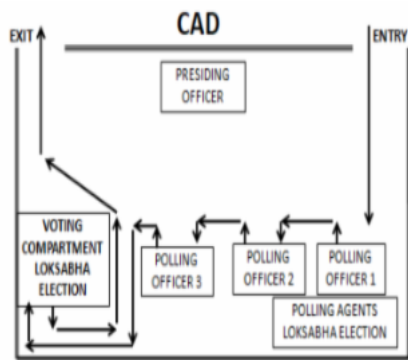 CAD
EXIT
ENTRY
PRESIDING
OFFICER
VOTING
COMPARTMENT
LOKSABHA
ELECTION
POLLING
OFFICER 3
POLLING
OFFICER 2
POLLING
OFFICER 1
POLLING AGENTS
LOKSABHA ELECTION